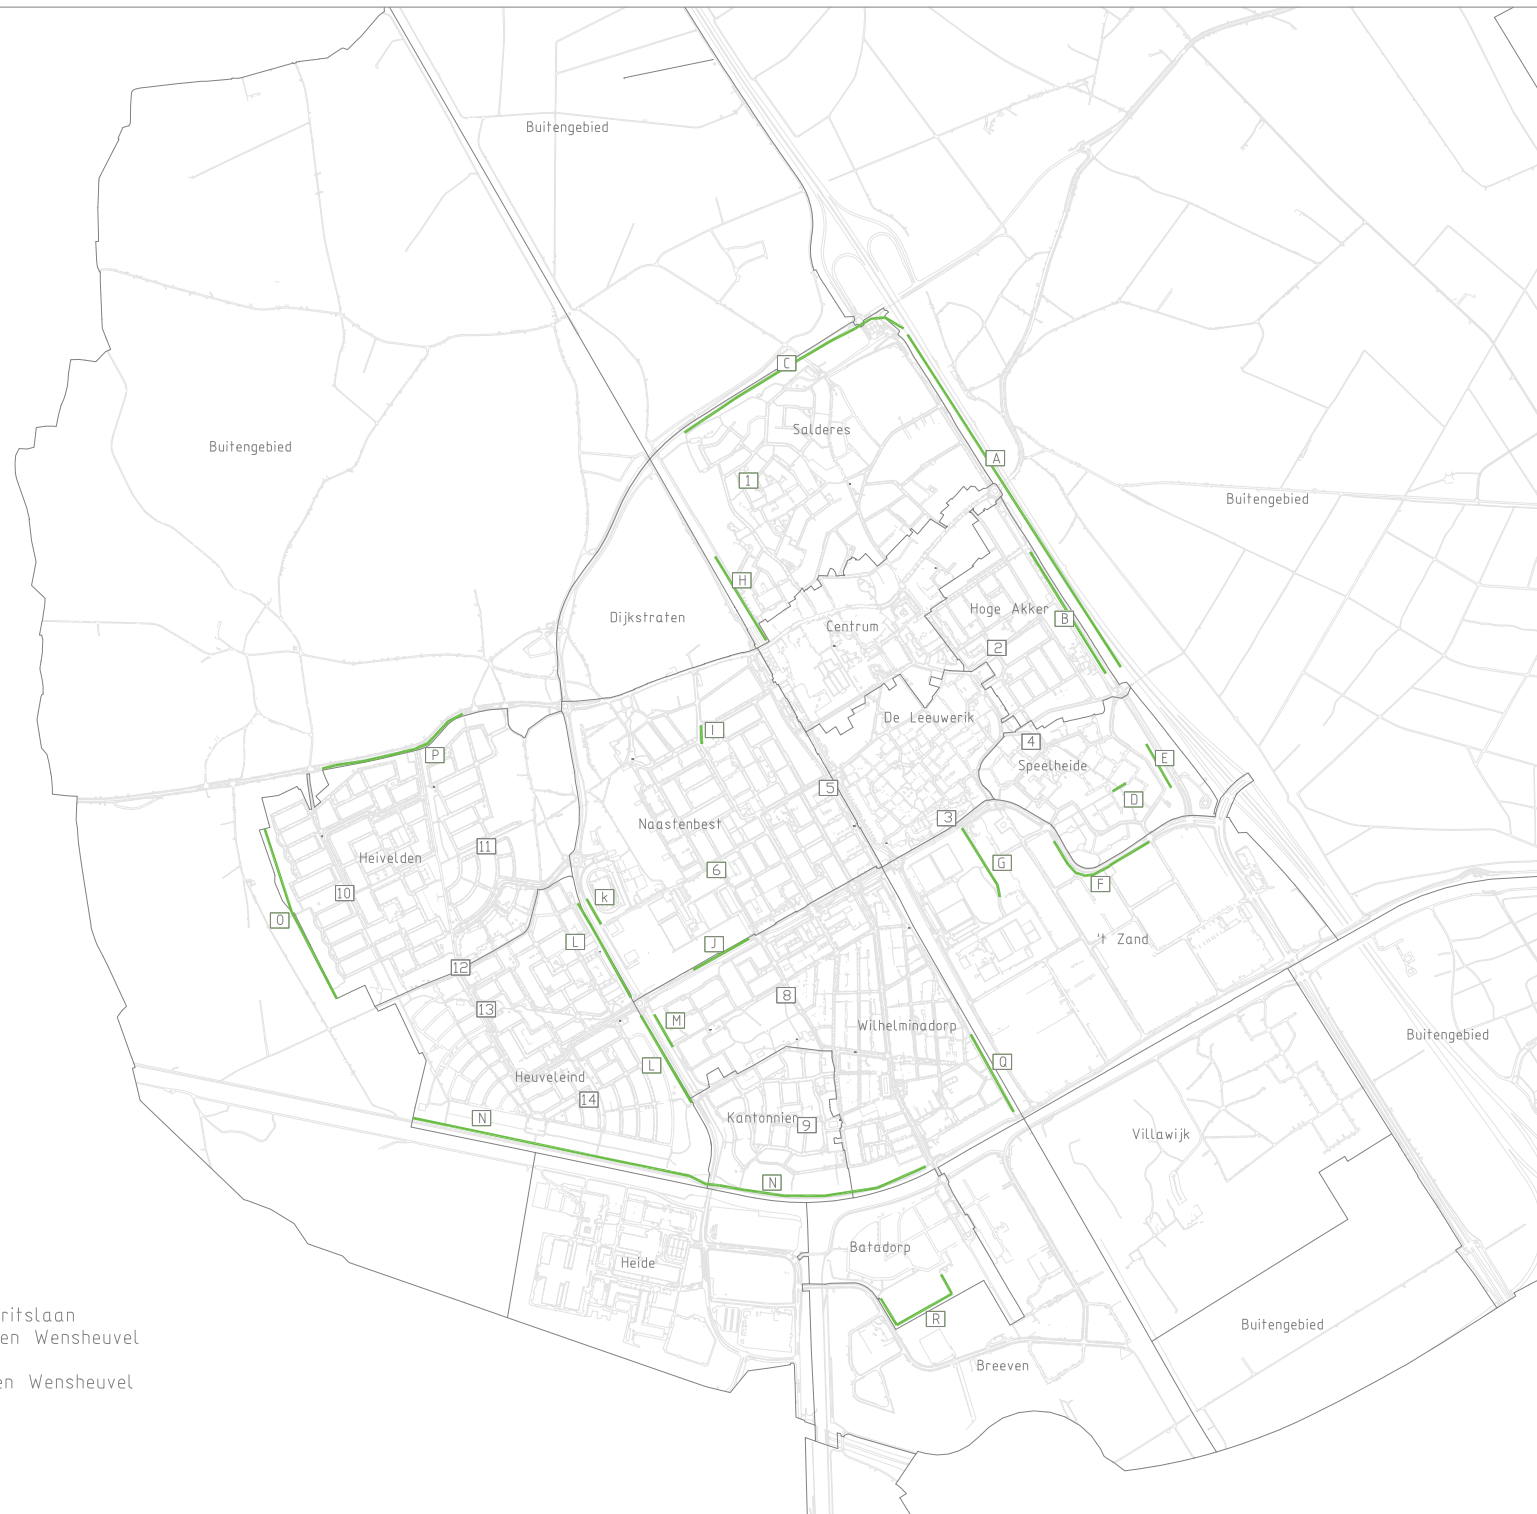 Buitengebied
C
Salderes
Buitengebied
A
1
Buitengebied
H
Hoge Akker
Dijkstraten
B
Centrum
2
De Leeuwerik
I
4
P
E
Speelheide
5
D
3
Naastenbest
11
Heivelden
G
6
F
10
k
O
L
J
't Zand
12
8
13
M
Wilhelminadorp
Buitengebied
L
Q
Heuveleind
14
N
Kantonnier
9
Villawijk
N
Batadorp
Heide
ritslaan
R
Buitengebied
en Wensheuvel
Breeven
en Wensheuvel